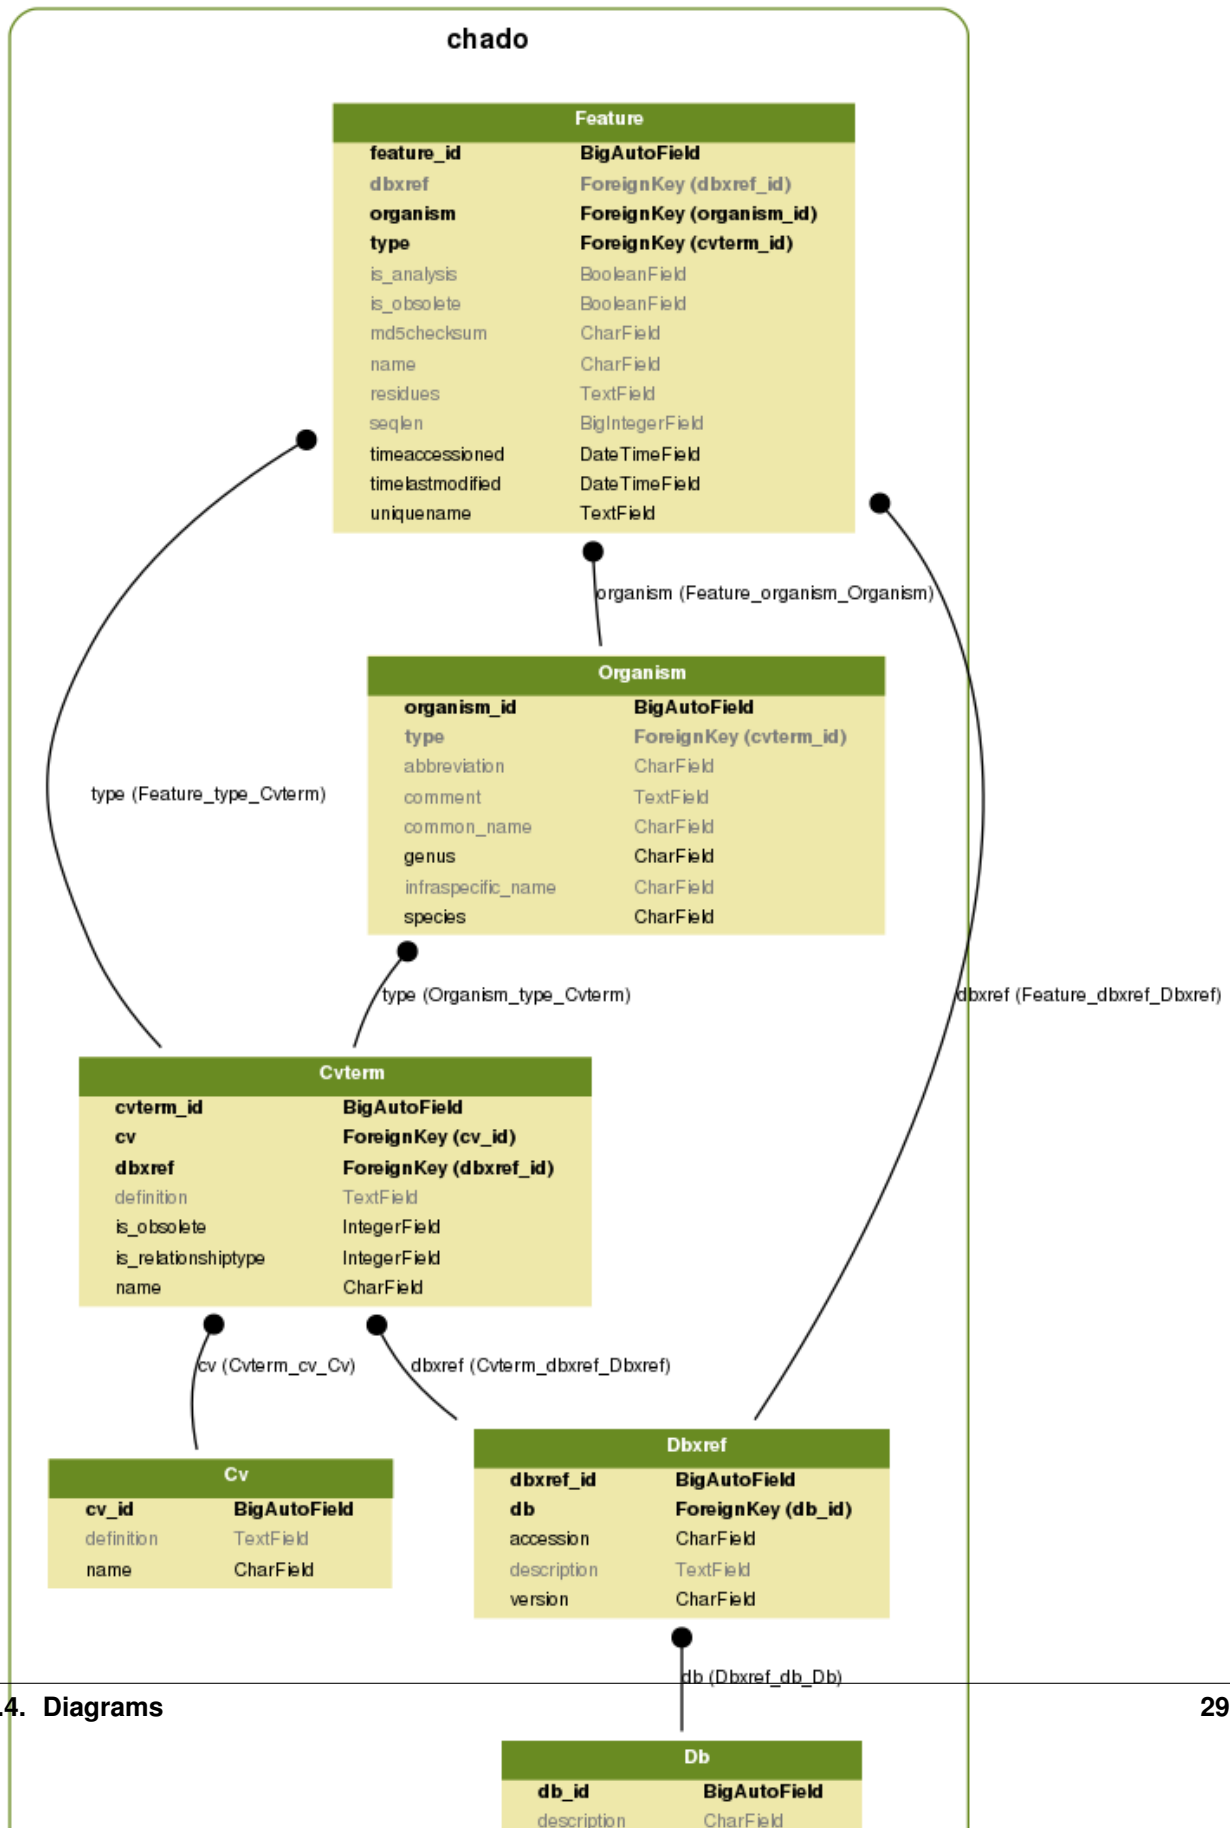 chado
Feature
feature_id BigAutoField
dbxref ForeignKey (dbxref_id)
organism ForeignKey (organism_id)
type ForeignKey (cvterm_id)
is_analysis BooleanField
is_obsolete BooleanField
md5checksum CharField
name CharField
residues TextField
seqlen BigIntegerField
timeaccessioned DateTimeField
timelastmodified DateTimeField
uniquename TextField
organism (Feature_organism_Organism)
Organism
organism_id BigAutoField
type ForeignKey (cvterm_id)
abbreviation CharField
comment TextField
common_name CharField
genus CharField
infraspecific_name CharField
species CharField
type (Feature_type_Cvterm)
type (Organism_type_Cvterm)
dbxref (Feature_dbxref_Dbxref)
Cvterm
cvterm_id BigAutoField
cv ForeignKey (cv_id)
dbxref ForeignKey (dbxref_id)
definition TextField
is_obsolete IntegerField
is_relationshiptype IntegerField
name CharField
cv (Cvterm_cv_Cv)
dbxref (Cvterm_dbxref_Dbxref)
Cv
cv_id BigAutoField
definition TextField
name CharField
Dbxref
dbxref_id BigAutoField
db ForeignKey (db_id)
accession CharField
description TextField
version CharField
db (Dbxref_db_Db)
.4. Diagrams 29
Db
db_id BigAutoField
description CharField